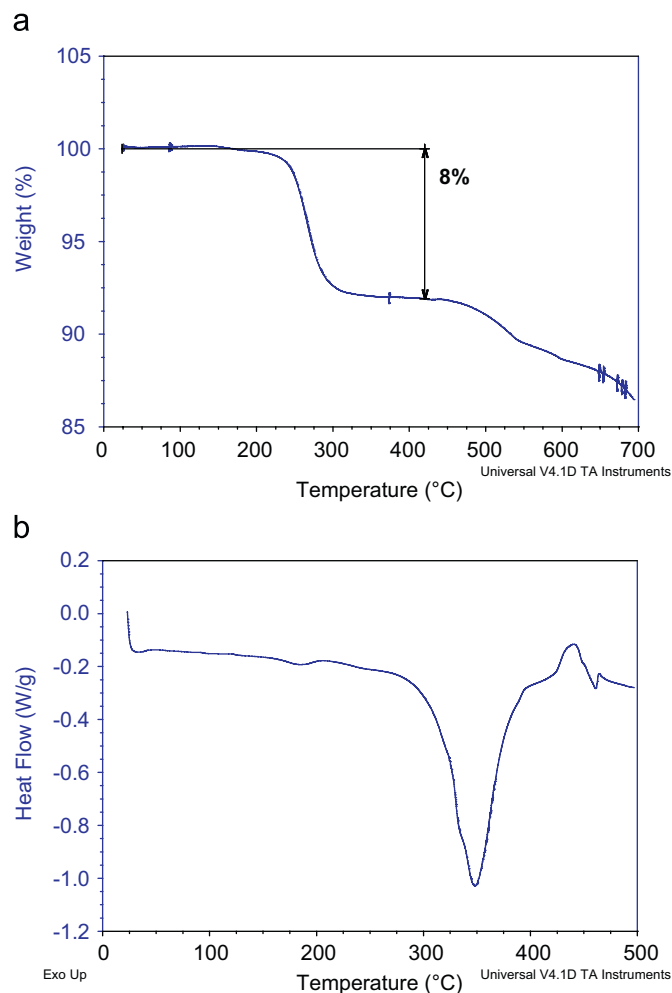 a
105
100
95
90
85
Weight (%)
8%
0 100 200 300 400 500 600 700
Universal V4.1D TA Instruments
Temperature (°C)
b
0.2
0.0
-0.2
-0.4
-0.6
-0.8
-1.0
-1.2
Heat Flow (W/g)
0 100 200 300 400 500
Exo Up
Temperature (°C)
Universal V4.1D TA Instruments